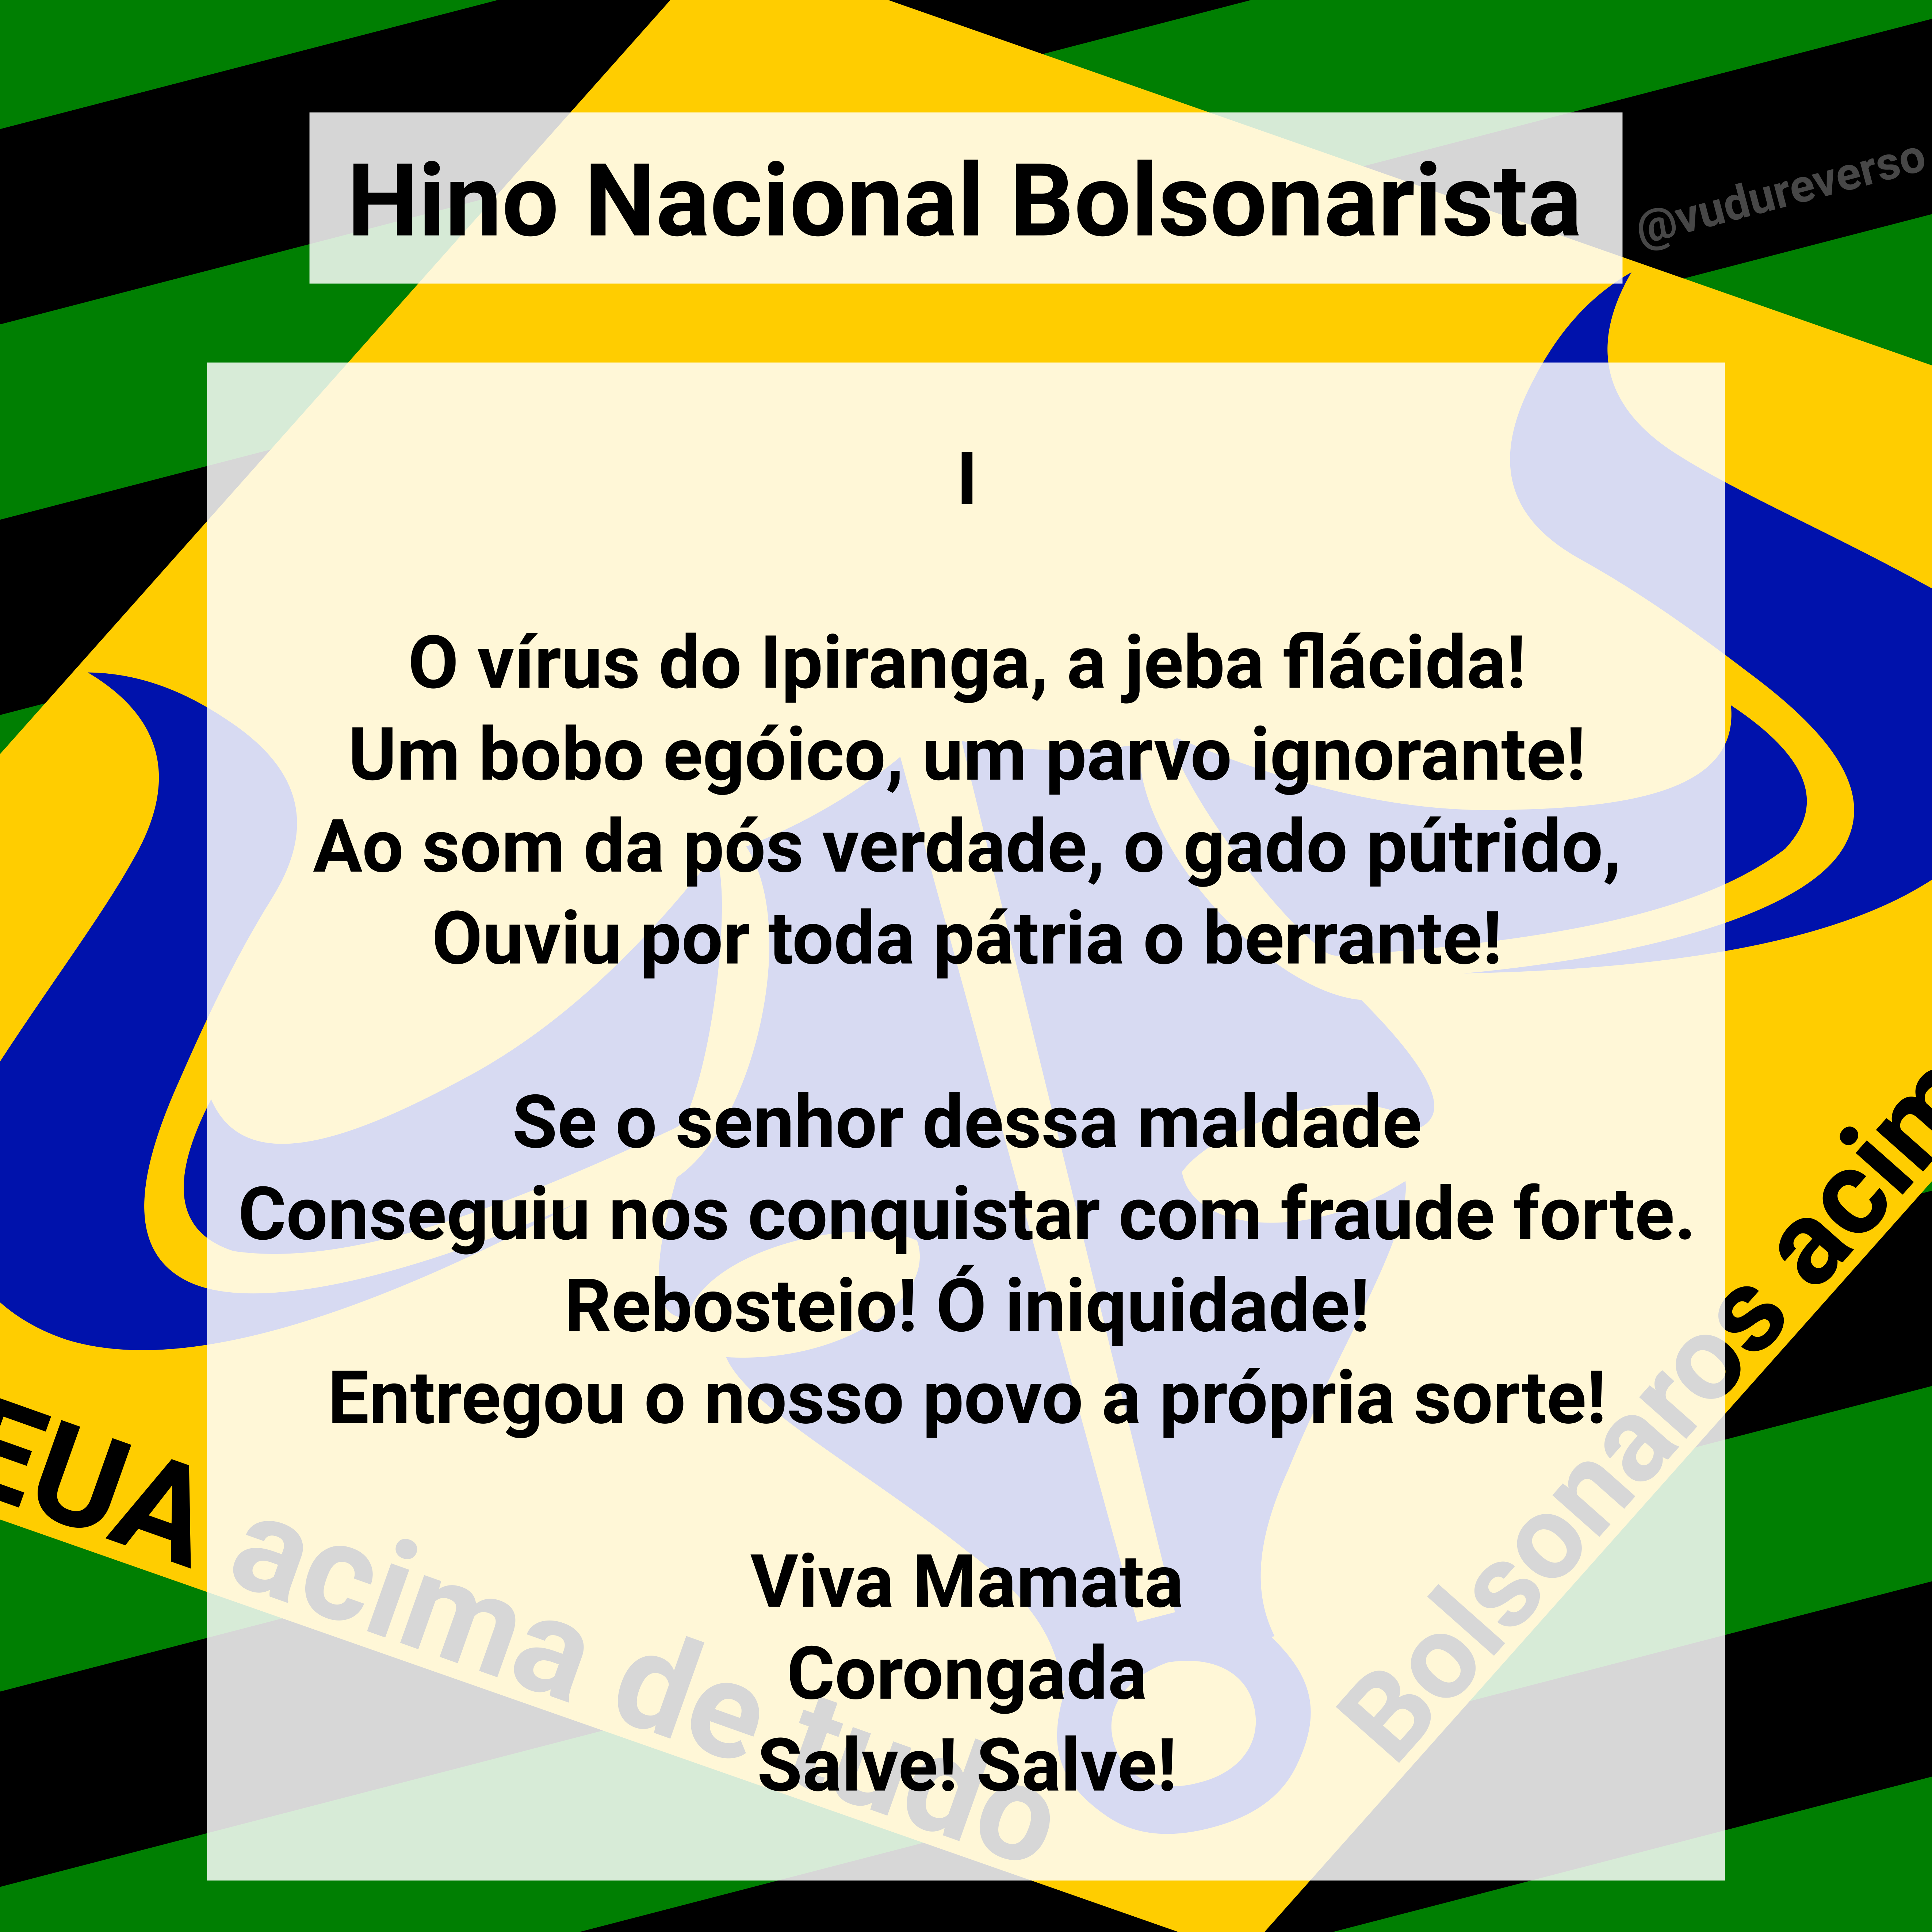 Hino Nacional Bolsonarista
@vudureverso
I
O vírus do Ipiranga, a jeba flácida!
Um bobo egóico, um parvo ignorante!
Ao som da pós verdade, o gado pútrido,
Ouviu por toda pátria o berrante!
Se o senhor dessa maldade
Conseguiu nos conquistar com fraude forte.
Rebosteio! Ó iniquidade!
Entregou o nosso povo a própria sorte!
Viva Mamata
Corongada
Salve! Salve!
EUA acima de tudo
Bolsonaros acim